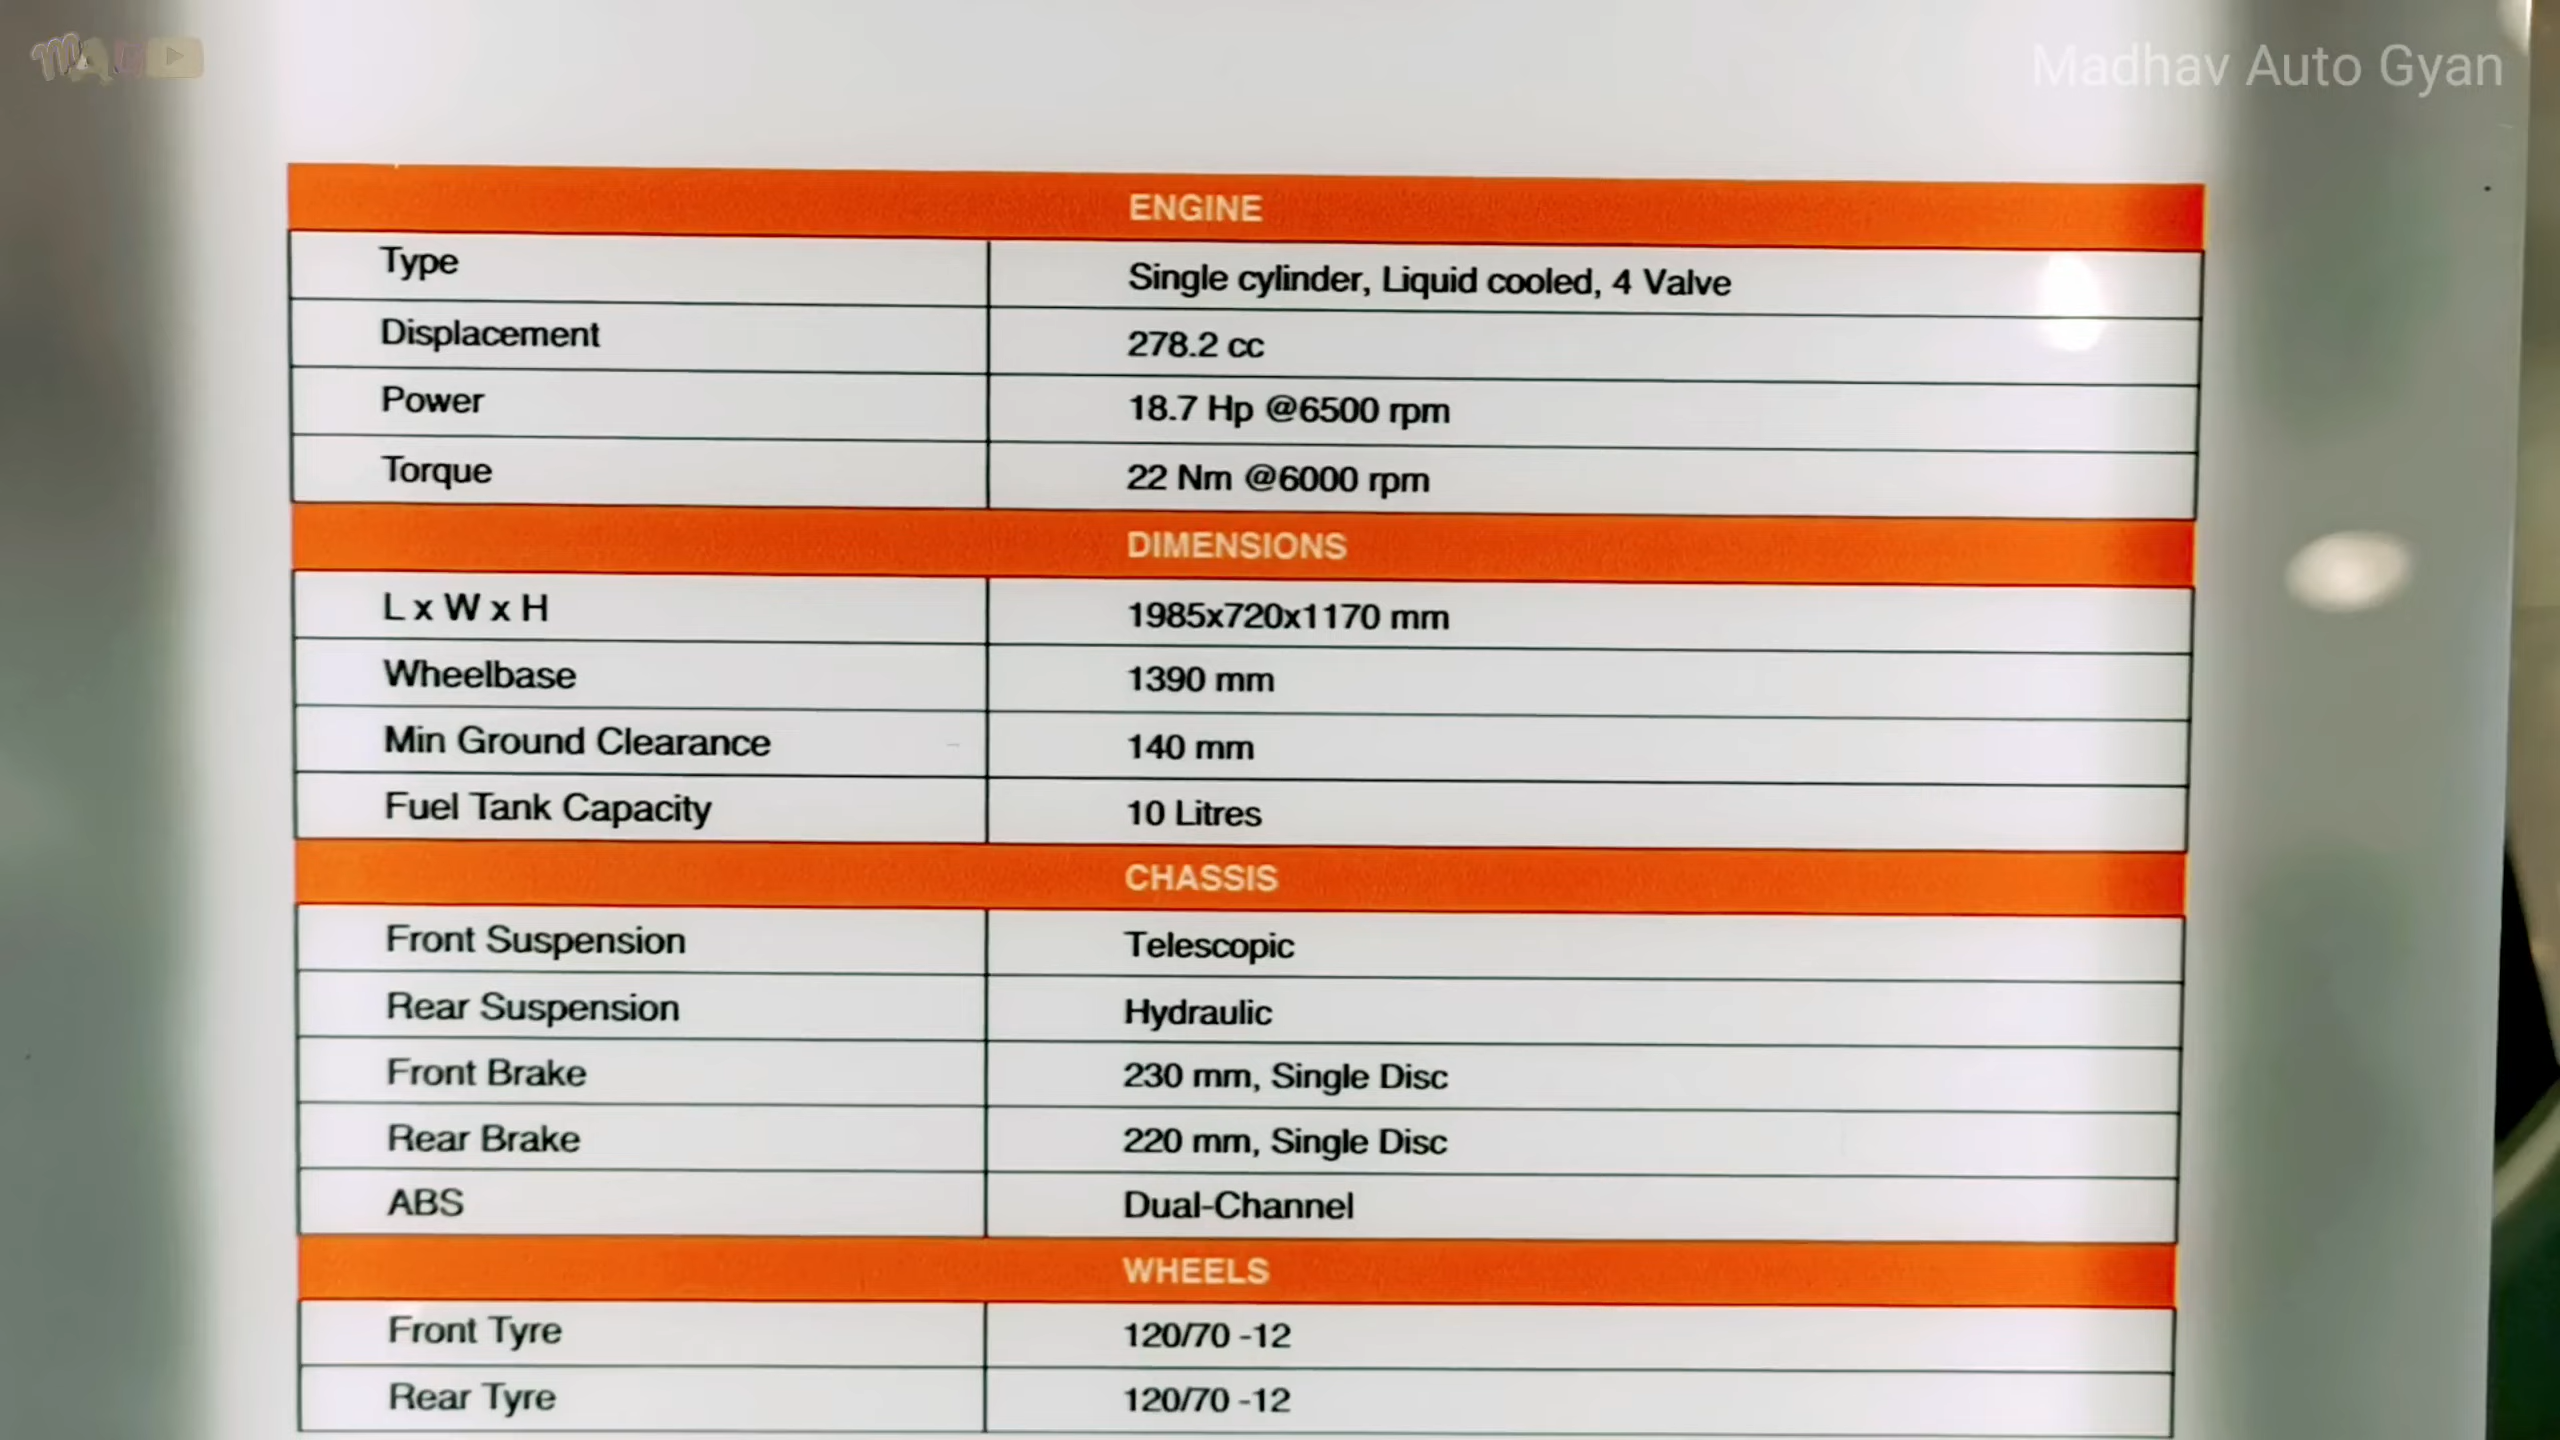 Madhav Auto Gyan
ENGINE
Type Single cylinder, Liquid cooled, 4 Valve
Displacement 278.2 cc
Power 18.7 Hp @6500 rpm
Torque 22 Nm @6000 rpm
DIMENSIONS
L x W x H 1985x720x1170 mm
Wheelbase 1390 mm
Min Ground Clearance 140 mm
Fuel Tank Capacity 10 Litres
CHASSIS
Front Suspension Telescopic
Rear Suspension Hydraulic
Front Brake 230 mm, Single Disc
Rear Brake 220 mm, Single Disc
ABS Dual-Channel
WHEELS
Front Tyre 120/70 -12
Rear Tyre 120/70 -12